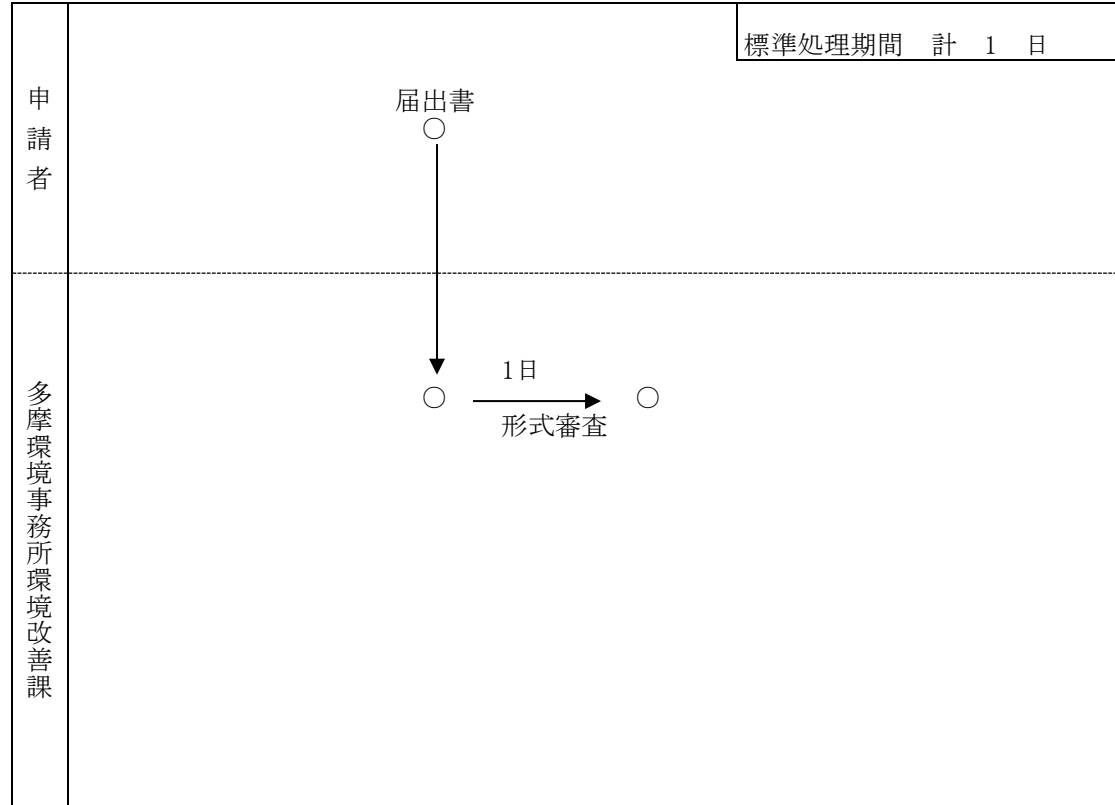 標準処理期間 計 1 日
申請者
届出書
1日
形式審査
多摩環境事務所環境改善課